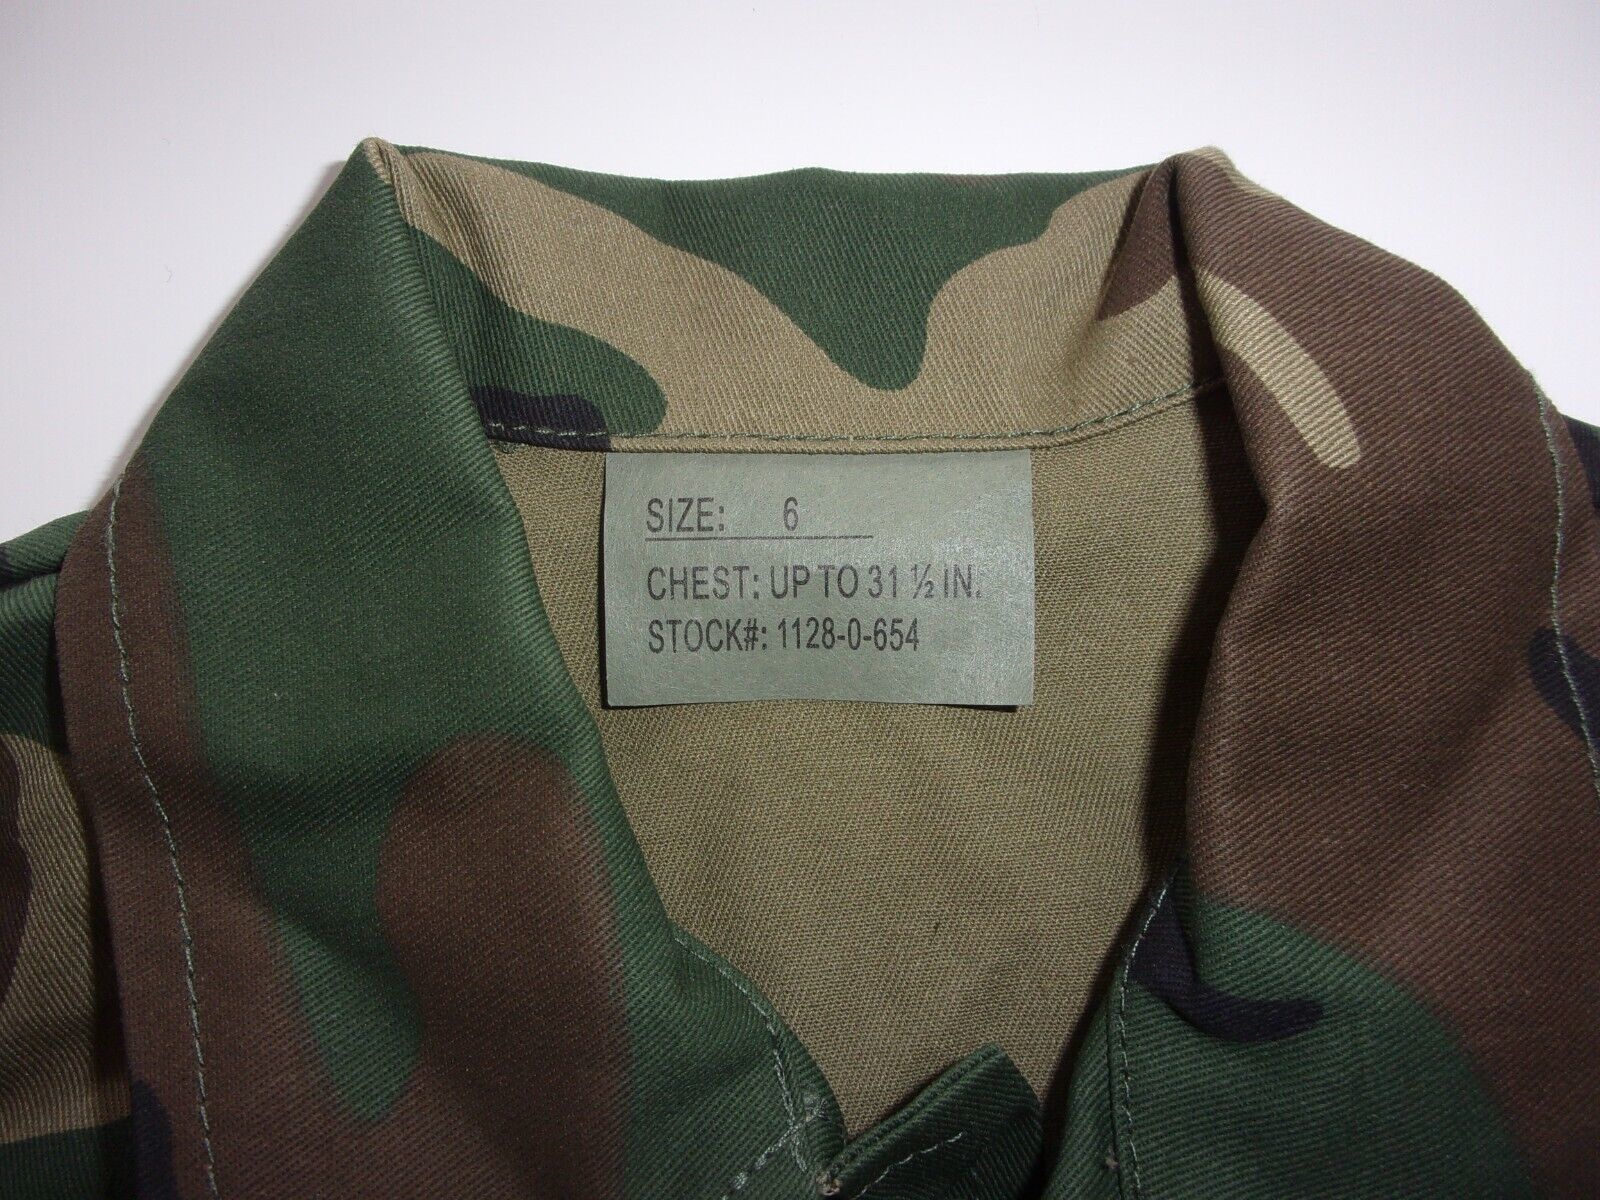 SIZE: 6
CHEST: UP TO 31 ½ IN.
STOCK#: 1128-0-654